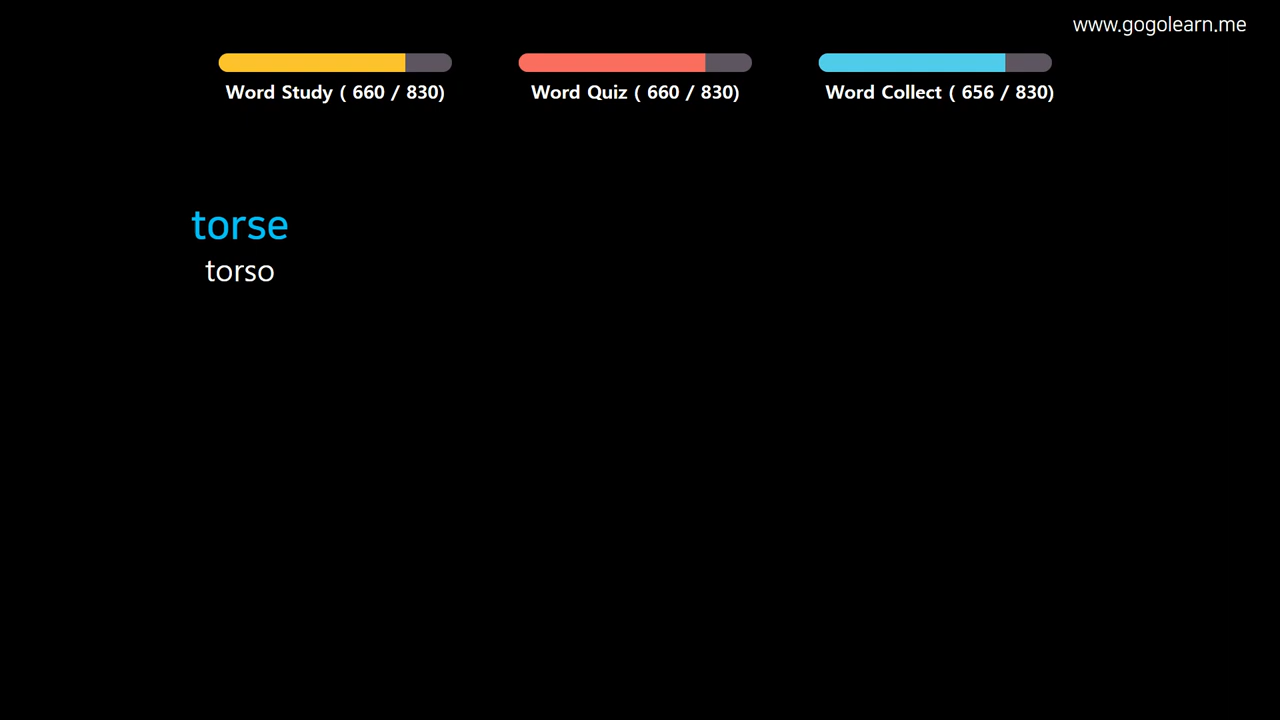 www.gogolearn.me
Word Study ( 660 / 830)
Word Quiz ( 660 / 830)
Word Collect ( 656 / 830)
torse
torso